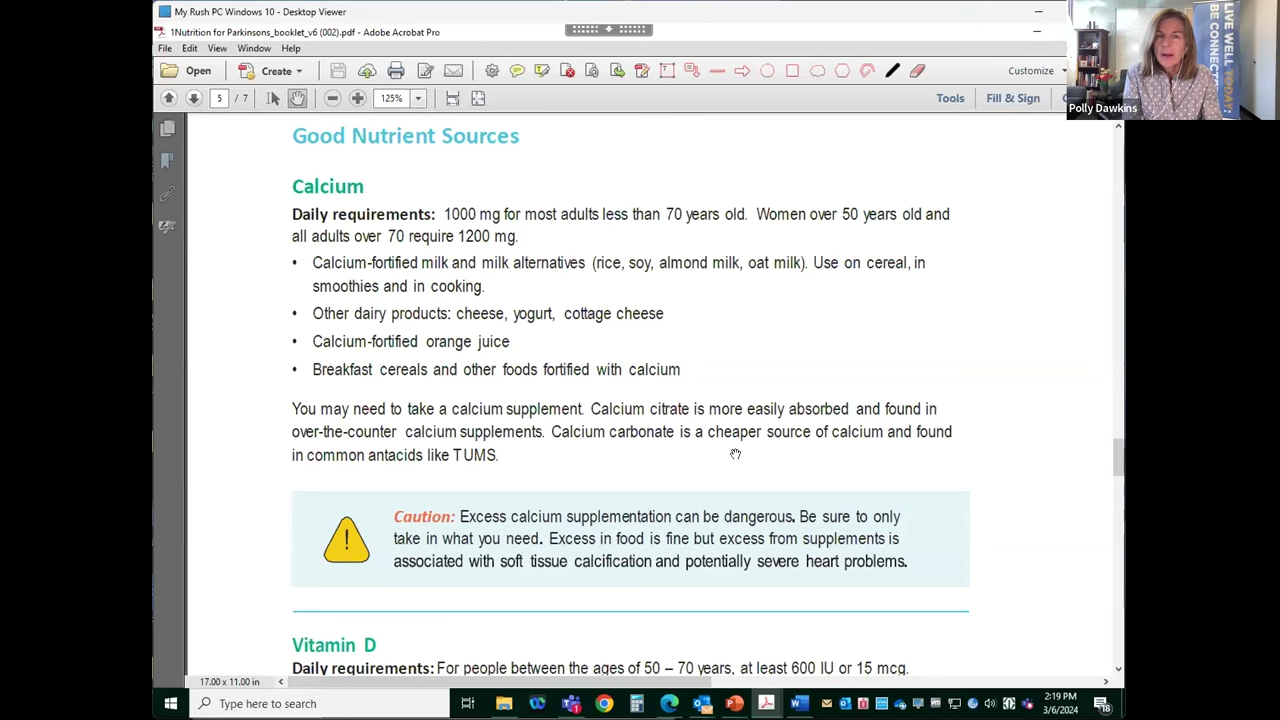 My Rush PC Windows 10 - Desktop Viewer
1Nutrition for Parkinsons_booklet_v6 (002).pdf - Adobe Acrobat Pro
File Edit View Window Help
Open Create Customize
5 / 7 125% Tools Fill & Sign
LIVE WELL TODAY.
BE CONNECT
Polly Dawkins
Good Nutrient Sources
Calcium
Daily requirements: 1000 mg for most adults less than 70 years old. Women over 50 years old and
all adults over 70 require 1200 mg.
• Calcium-fortified milk and milk alternatives (rice, soy, almond milk, oat milk). Use on cereal, in
smoothies and in cooking.
• Other dairy products: cheese, yogurt, cottage cheese
• Calcium-fortified orange juice
• Breakfast cereals and other foods fortified with calcium
You may need to take a calcium supplement. Calcium citrate is more easily absorbed and found in
over-the-counter calcium supplements. Calcium carbonate is a cheaper source of calcium and found
in common antacids like TUMS.
Caution: Excess calcium supplementation can be dangerous. Be sure to only
take in what you need. Excess in food is fine but excess from supplements is
associated with soft tissue calcification and potentially severe heart problems.
Vitamin D
Daily requirements: For people between the ages of 50 – 70 years, at least 600 IU or 15 mcg.
17.00 x 11.00 in
Type here to search
2:19 PM
3/6/2024
18